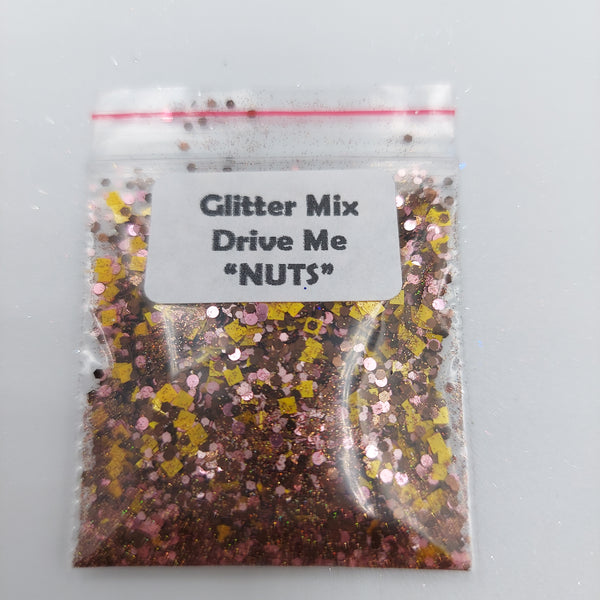 Glitter Mix
Drive Me
“NUTS”